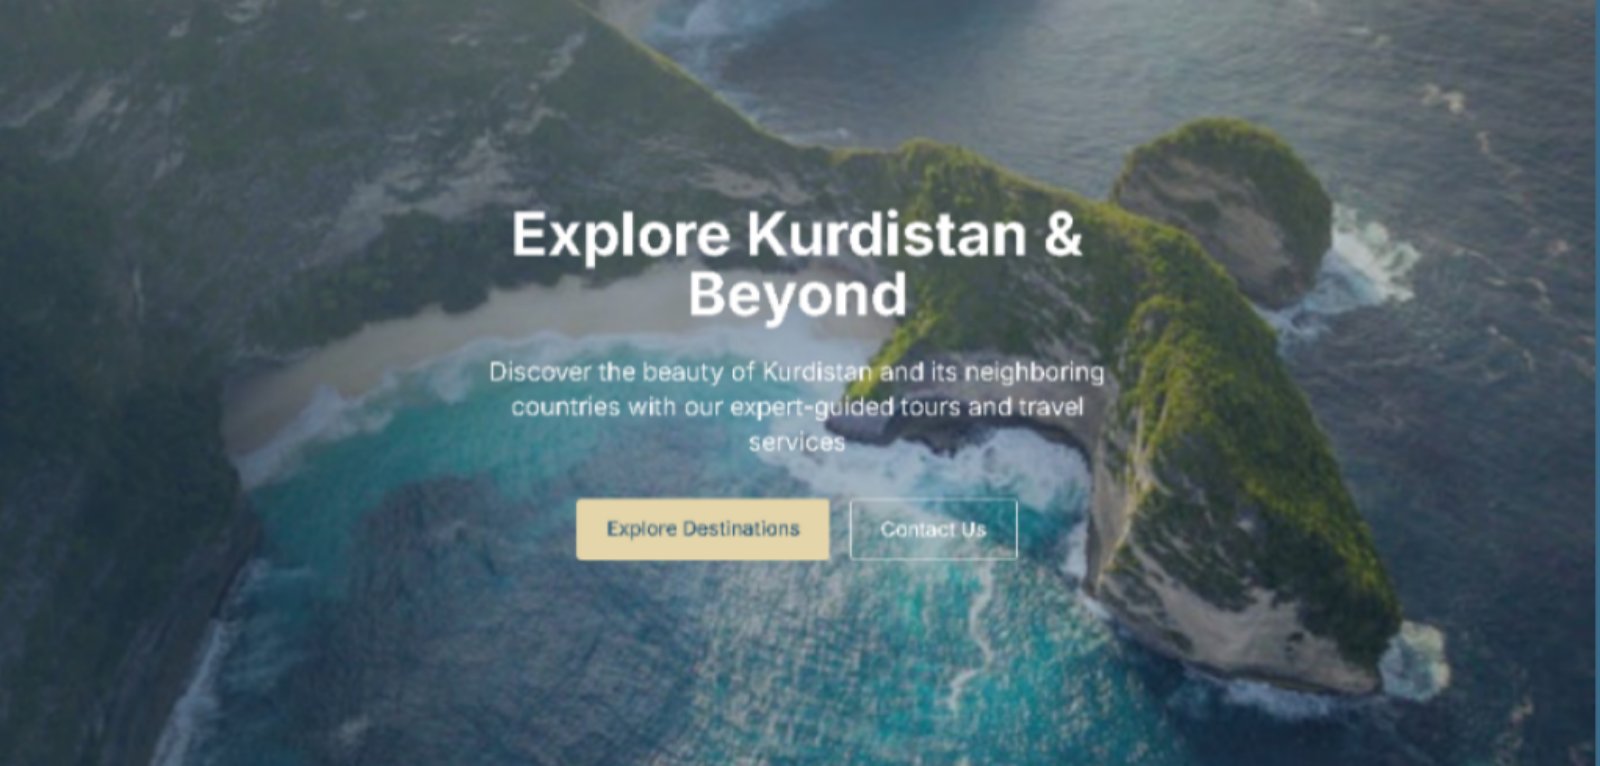 Explore Kurdistan &
Beyond
Discover the beauty of Kurdistan and its neighboring
countries with our expert-guided tours and travel
services
Explore Destinations
Contact Us